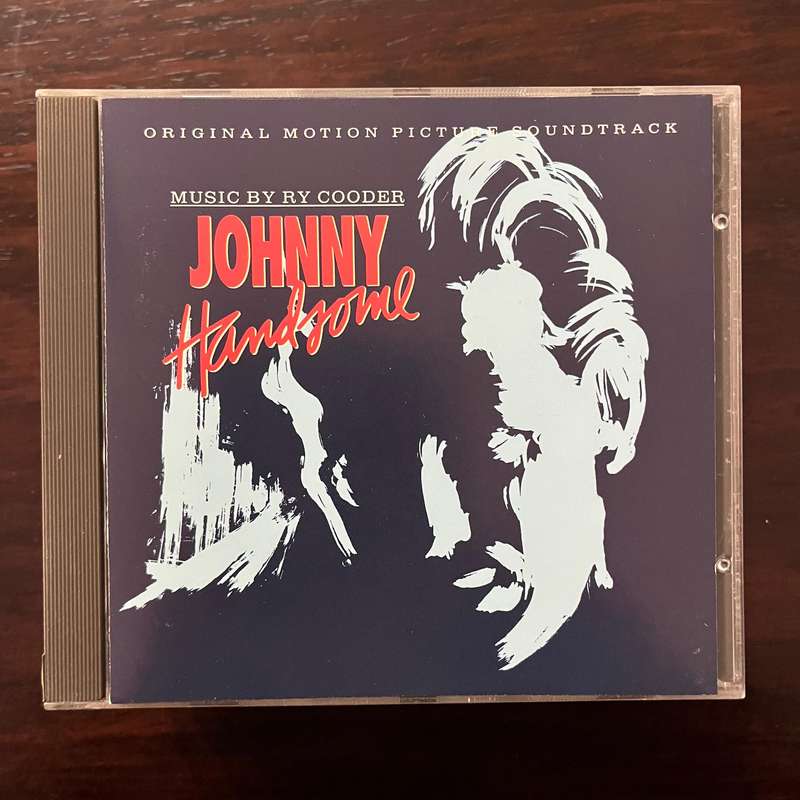 ORIGINAL MOTION PICTURE SOUNDTRACK
MUSIC BY RY COODER
JOHNNY
Handsome